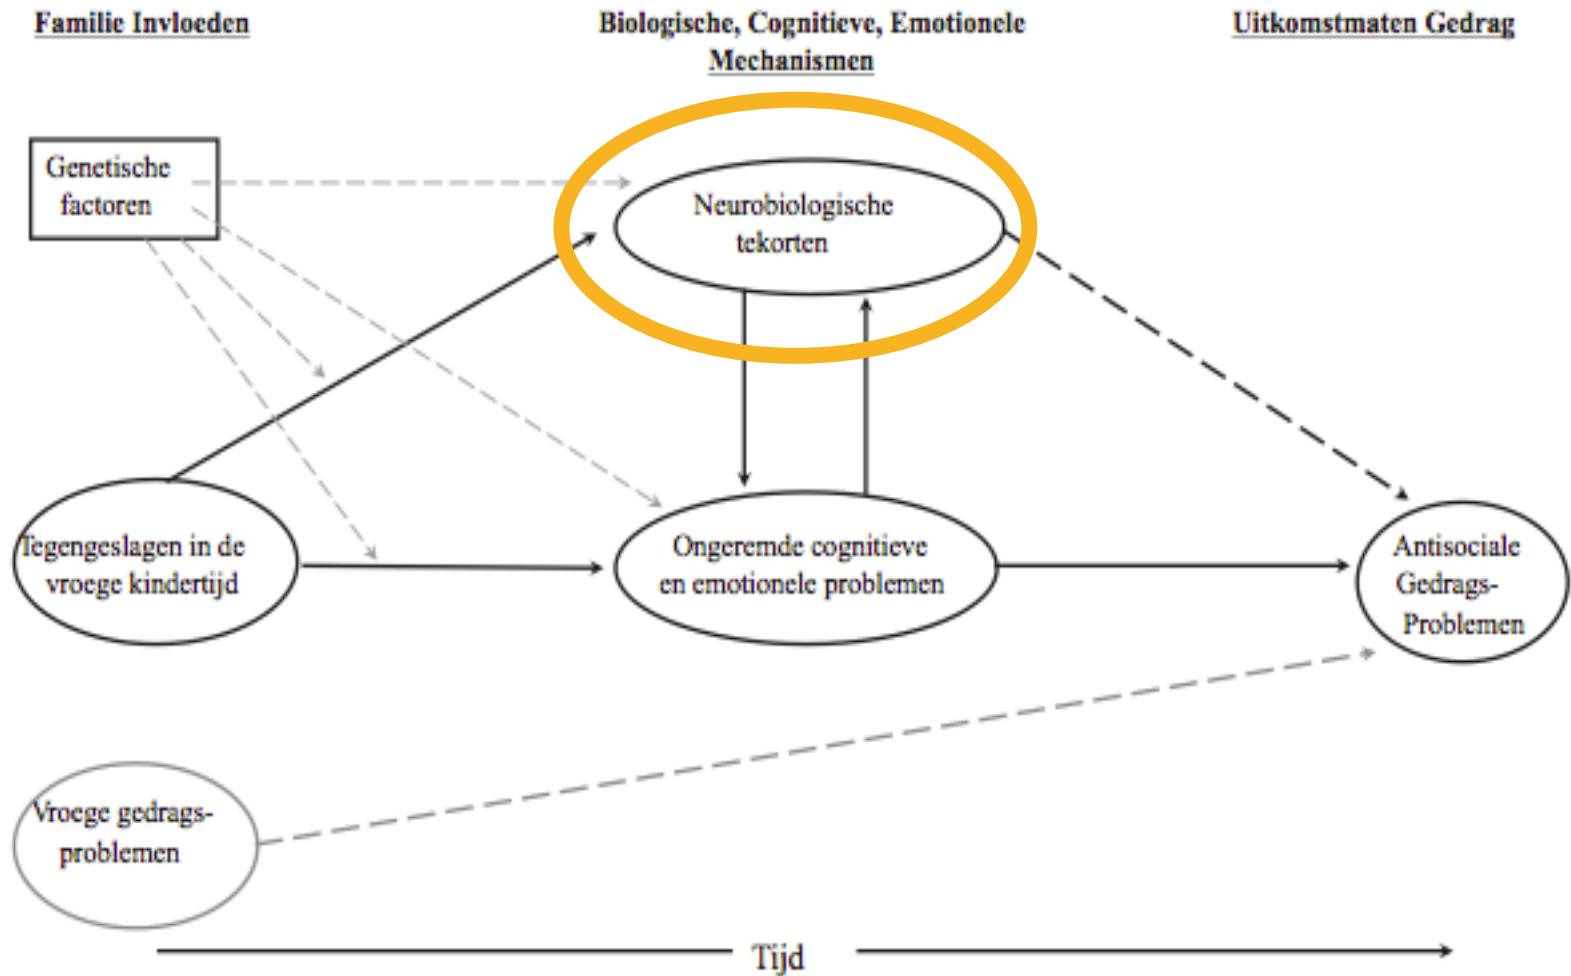 Familie Invloeden
Biologische, Cognitieve, Emotionele
Mechanismen
Uitkomstmaten Gedrag
Genetische
factoren
Neurobiologische
tekorten
Tegengeslagen in de
vroege kindertijd
Ongeremde cognitieve
en emotionele problemen
Antisociale
Gedrags-
Problemen
Vroege gedrags-
problemen
Tijd